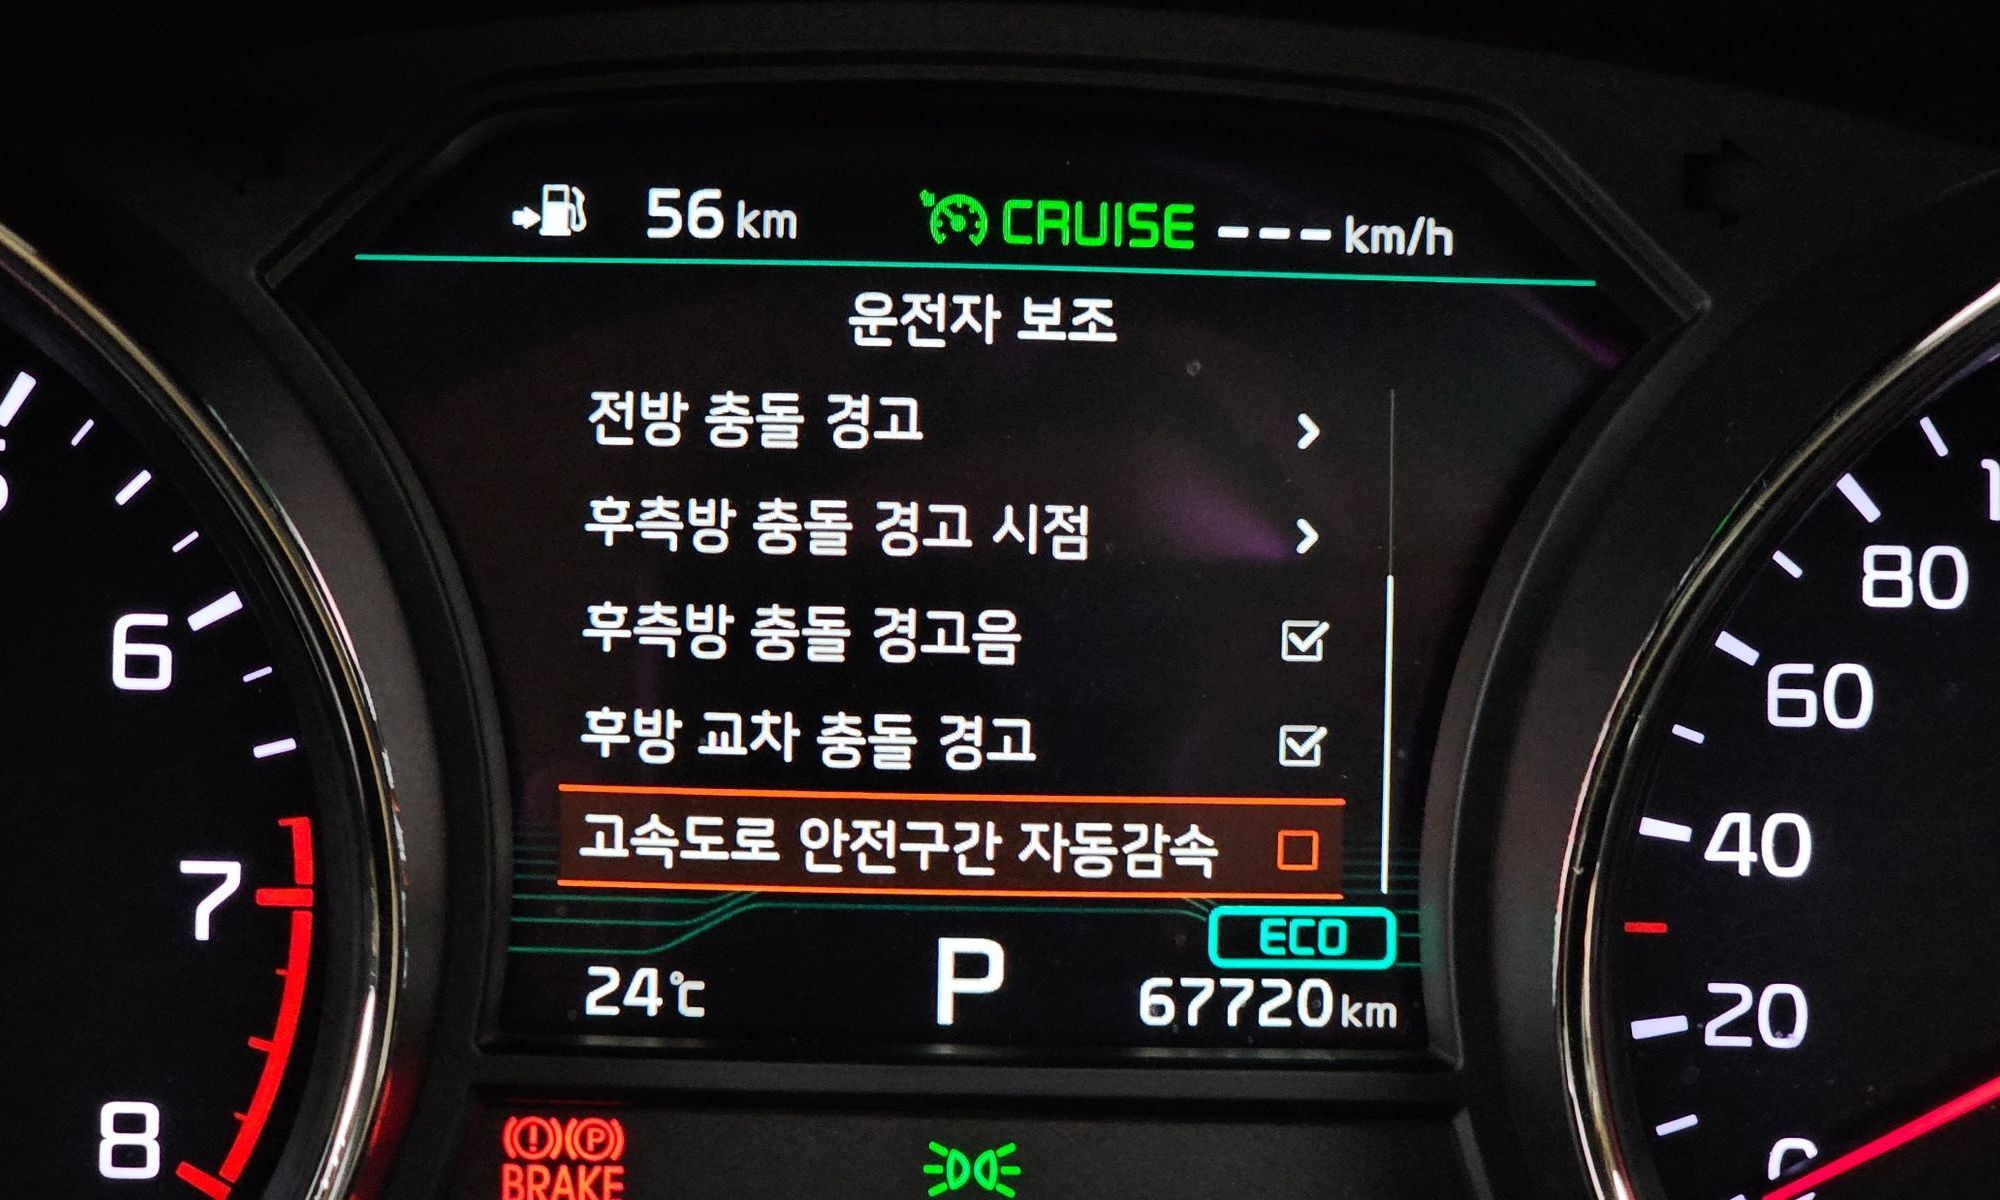 56 km CRUISE ---km/h
운전자 보조
전방 충돌 경고
후측방 충돌 경고 시점
후측방 충돌 경고음
후방 교차 충돌 경고
고속도로 안전구간 자동감속
ECO
24℃ P 67720 km
6
7
8
80
60
40
20
0
BRAKE